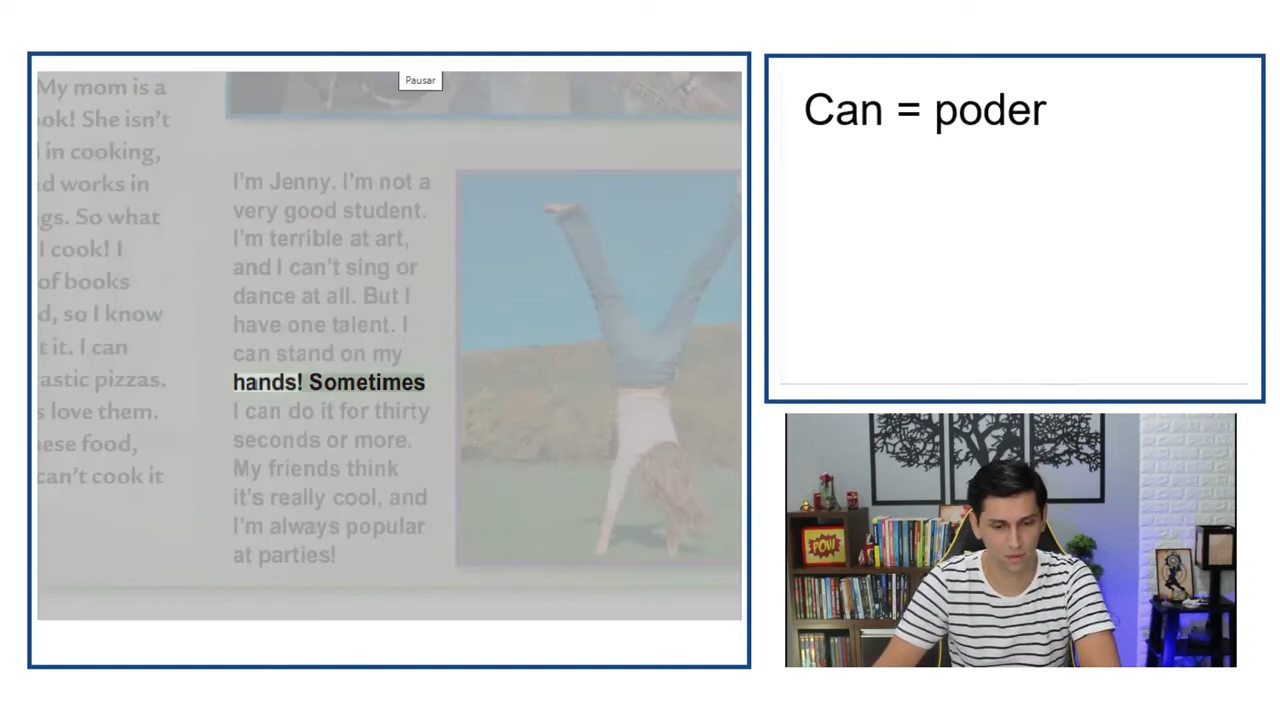 Pausar
My mom is a
ok! She isn't
in cooking,
works in
gs. So what
I cook! I
of books
d, so I know
t it. I can
astic pizzas.
s love them.
nese food,
can't cook it
I'm Jenny. I'm not a
very good student.
I'm terrible at art,
and I can't sing or
dance at all. But I
have one talent. I
can stand on my
hands! Sometimes
I can do it for thirty
seconds or more.
My friends think
it's really cool, and
I'm always popular
at parties!
Can = poder
POW